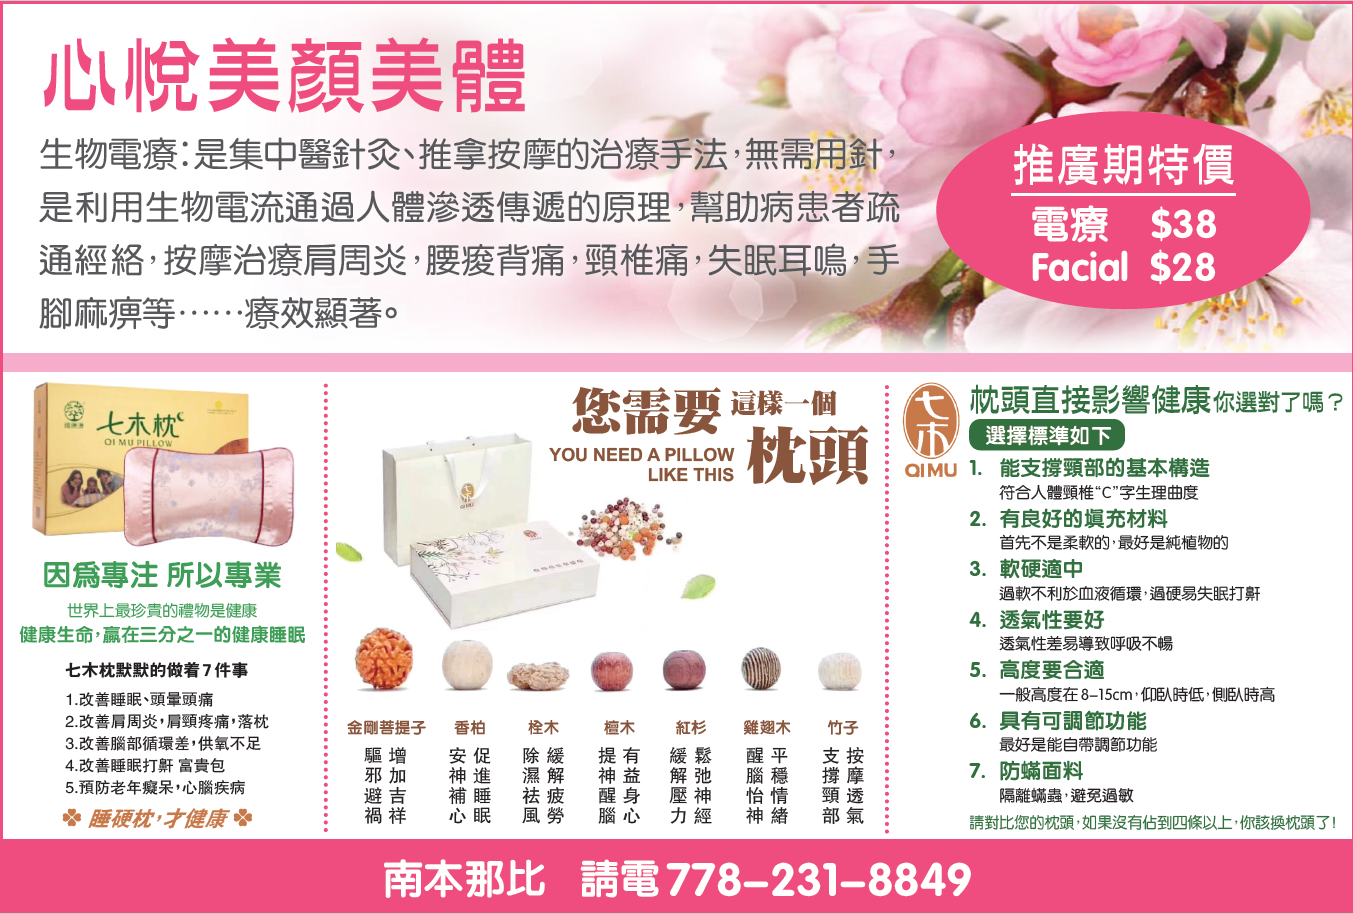 心悅美顏美體
生物電療：是集中醫針灸、推拿按摩的治療手法，無需用針，
是利用生物電流通過人體滲透傳遞的原理，幫助病患者疏
通經絡，按摩治療肩周炎，腰痠背痛，頸椎痛，失眠耳鳴，手
腳麻痹等……療效顯著。
推廣期特價
電療 $38
Facial $28
七木枕
QI MU PILLOW
因為專注 所以專業
世界上最珍貴的禮物是健康
健康生命，贏在三分之一的健康睡眠
七木枕默默的做着7件事
1.改善睡眠、頭暈頭痛
2.改善肩周炎，肩頸疼痛，落枕
3.改善腦部循環差，供氧不足
4.改善睡眠打鼾 富貴包
5.預防老年癡呆，心腦疾病
睡硬枕，才健康
您需要這樣一個
枕頭
YOU NEED A PILLOW
LIKE THIS
七木
QI MU
金剛菩提子
增加吉祥
驅邪避禍
香柏
促進睡眠
安神補心
栓木
緩解疲勞
除濕祛風
檀木
有益身心
提神醒腦
紅杉
鬆弛神經
緩解壓力
雞翅木
平穩情緒
醒腦怡神
竹子
按摩透氣
支撐頸部
七木
QI MU
枕頭直接影響健康你選對了嗎？
選擇標準如下
1. 能支撐頸部的基本構造
符合人體頸椎“C”字生理曲度
2. 有良好的填充材料
首先不是柔軟的，最好是純植物的
3. 軟硬適中
過軟不利於血液循環，過硬易失眠打鼾
4. 透氣性要好
透氣性差易導致呼吸不暢
5. 高度要合適
一般高度在8–15cm，仰臥時低，側臥時高
6. 具有可調節功能
最好是能自帶調節功能
7. 防蟎面料
隔離蟎蟲，避免過敏
請對比您的枕頭，如果沒有佔到四條以上，你該換枕頭了！
南本那比 請電778–231–8849